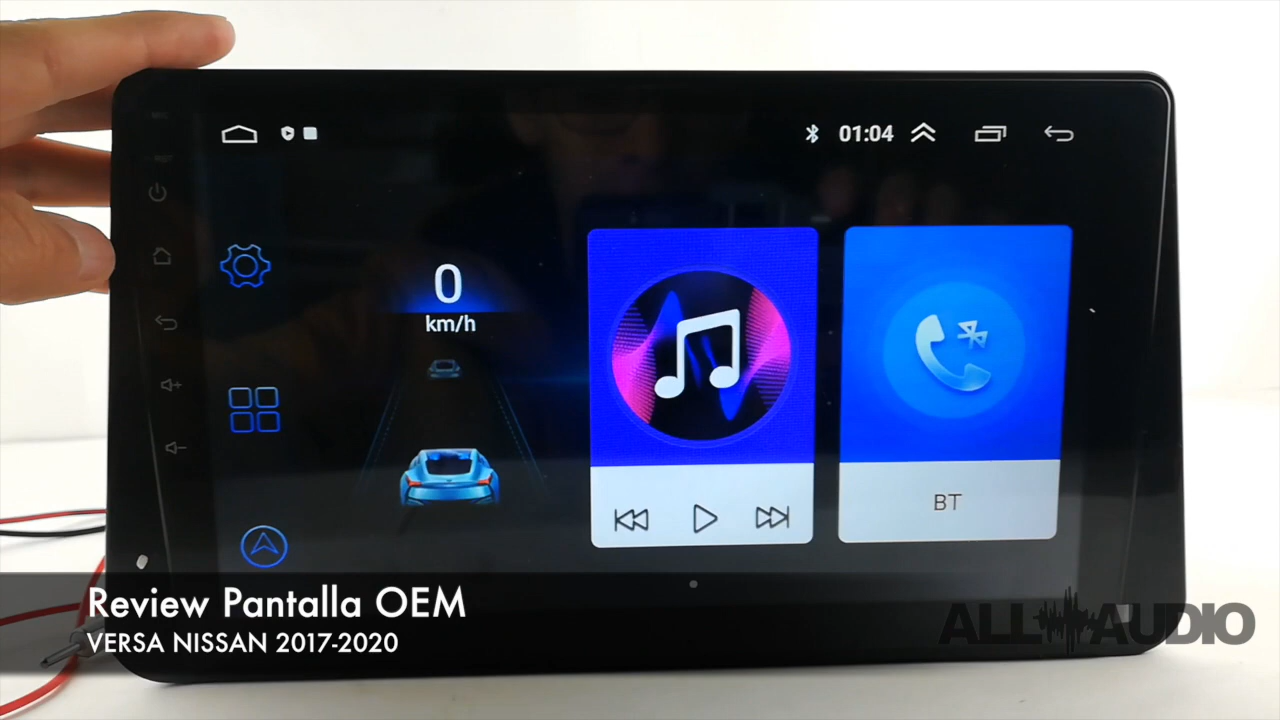 01:04
0
km/h
BT
Review Pantalla OEM
VERSA NISSAN 2017-2020
ALL AUDIO